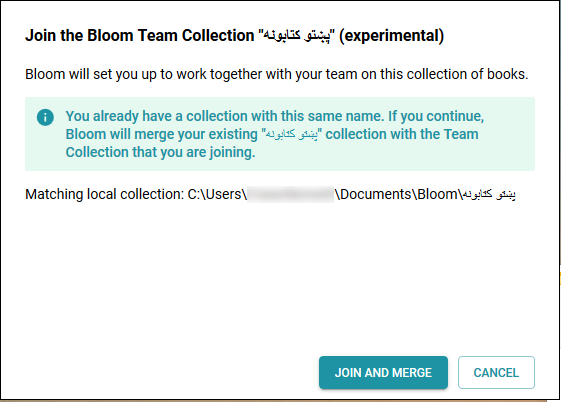 Join the Bloom Team Collection "پښتو کتابونه" (experimental)
Bloom will set you up to work together with your team on this collection of books.
You already have a collection with this same name. If you continue,
Bloom will merge your existing "پښتو کتابونه" collection with the Team
Collection that you are joining.
Matching local collection: C:\Users\ \Documents\Bloom\پښتو کتابونه
JOIN AND MERGE
CANCEL